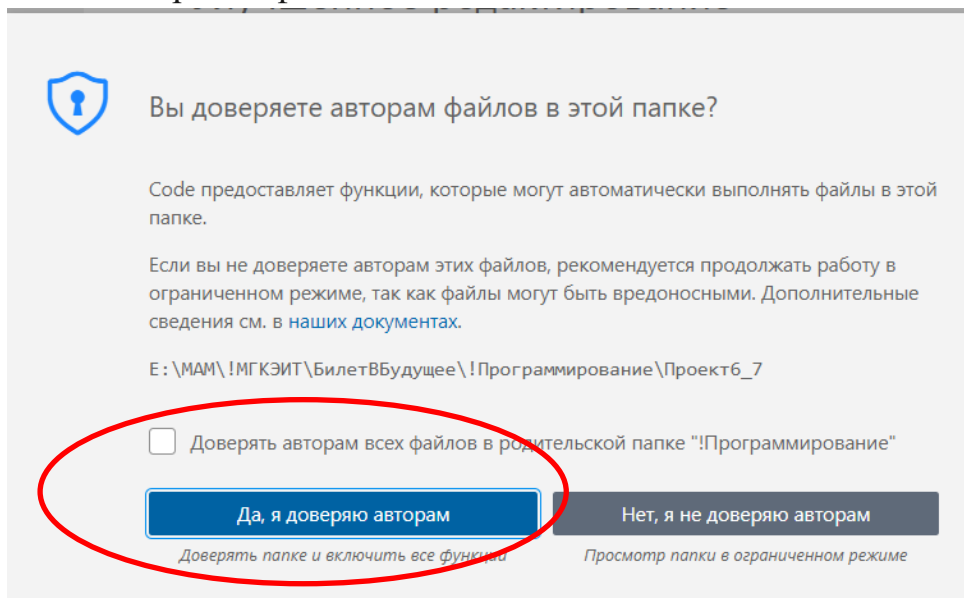 Вы доверяете авторам файлов в этой папке?
Code предоставляет функции, которые могут автоматически выполнять файлы в этой
папке.
Если вы не доверяете авторам этих файлов, рекомендуется продолжать работу в
ограниченном режиме, так как файлы могут быть вредоносными. Дополнительные
сведения см. в наших документах.
E:\МАМ\!МГКЭИТ\БилетВБудущее\!Программирование\Проект6_7
Доверять авторам всех файлов в родительской папке "!Программирование"
Да, я доверяю авторам
Нет, я не доверяю авторам
Доверять папке и включить все функции
Просмотр папки в ограниченном режиме